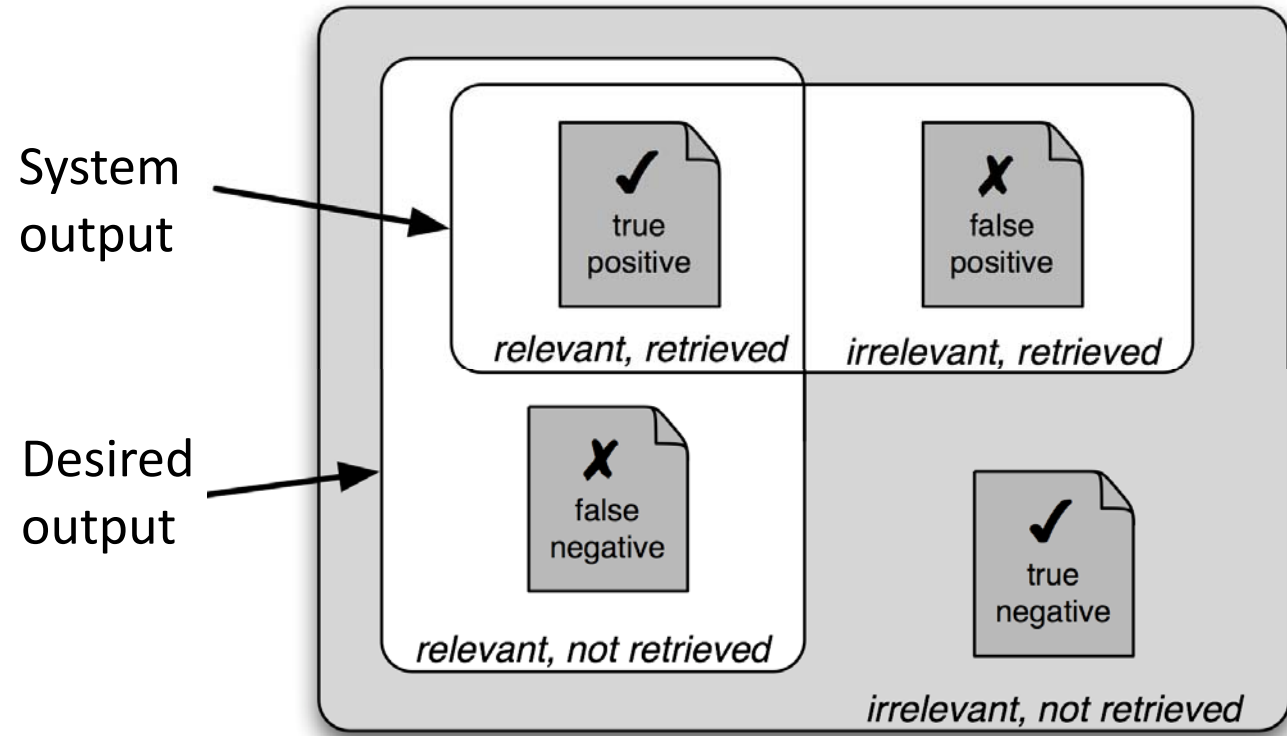 System
output
✓
true
positive
relevant, retrieved
✗
false
positive
irrelevant, retrieved
Desired
output
✗
false
negative
relevant, not retrieved
✓
true
negative
irrelevant, not retrieved